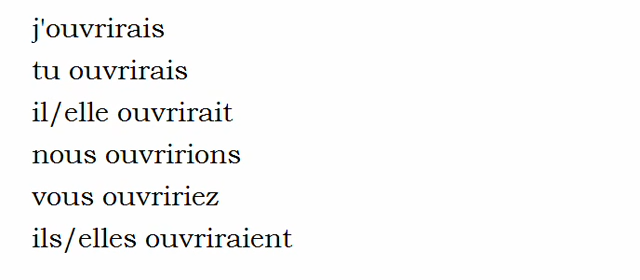 j'ouvrirais
tu ouvrirais
il/elle ouvrirait
nous ouvririons
vous ouvririez
ils/elles ouvriraient